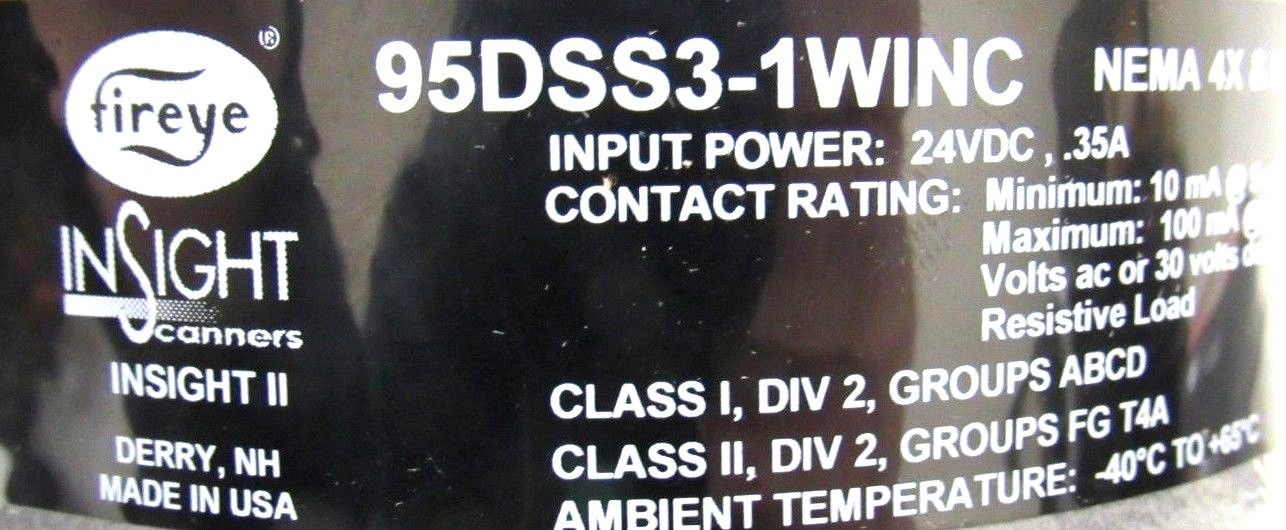 fireye®
INSIGHT
Scanners
INSIGHT II
DERRY, NH
MADE IN USA
95DSS3-1WINC
NEMA 4X &
INPUT POWER: 24VDC , .35A
CONTACT RATING: Minimum: 10 mA @
Maximum: 100 mA @
Volts ac or 30 volts
Resistive Load
CLASS I, DIV 2, GROUPS ABCD
CLASS II, DIV 2, GROUPS FG T4A
AMBIENT TEMPERATURE: -40°C TO +65°C